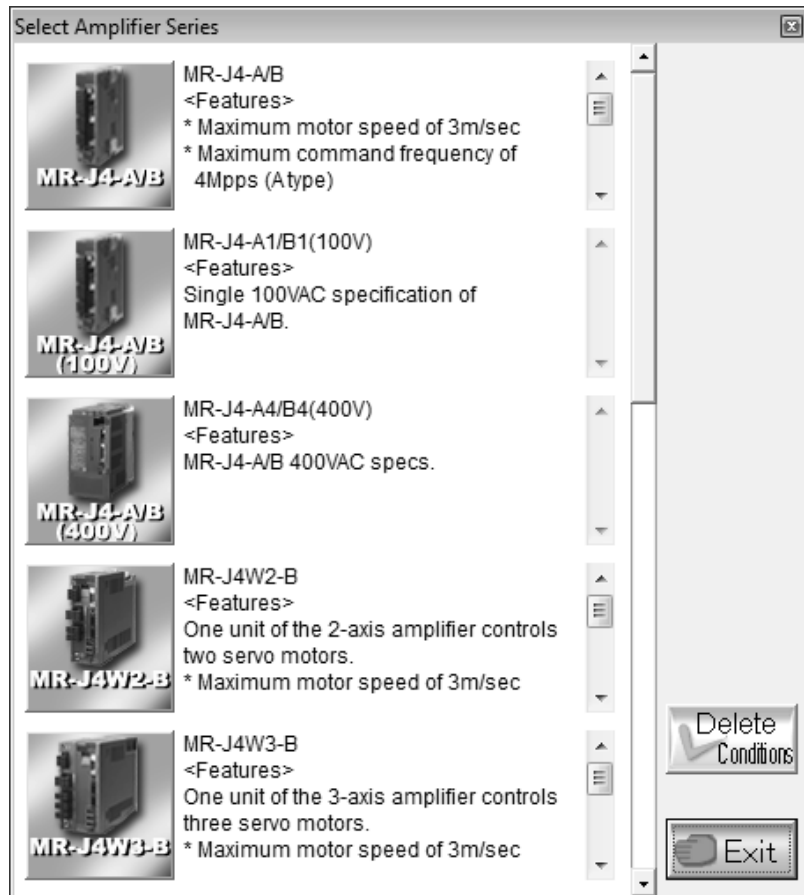 Select Amplifier Series
MR-J4-A/B
MR-J4-A/B
<Features>
* Maximum motor speed of 3m/sec
* Maximum command frequency of
4Mpps (A type)
MR-J4-A/B
(100V)
MR-J4-A1/B1(100V)
<Features>
Single 100VAC specification of
MR-J4-A/B.
MR-J4-A/B
(400V)
MR-J4-A4/B4(400V)
<Features>
MR-J4-A/B 400VAC specs.
MR-J4W2-B
MR-J4W2-B
<Features>
One unit of the 2-axis amplifier controls
two servo motors.
* Maximum motor speed of 3m/sec
MR-J4W3-B
MR-J4W3-B
<Features>
One unit of the 3-axis amplifier controls
three servo motors.
* Maximum motor speed of 3m/sec
Delete
Conditions
Exit